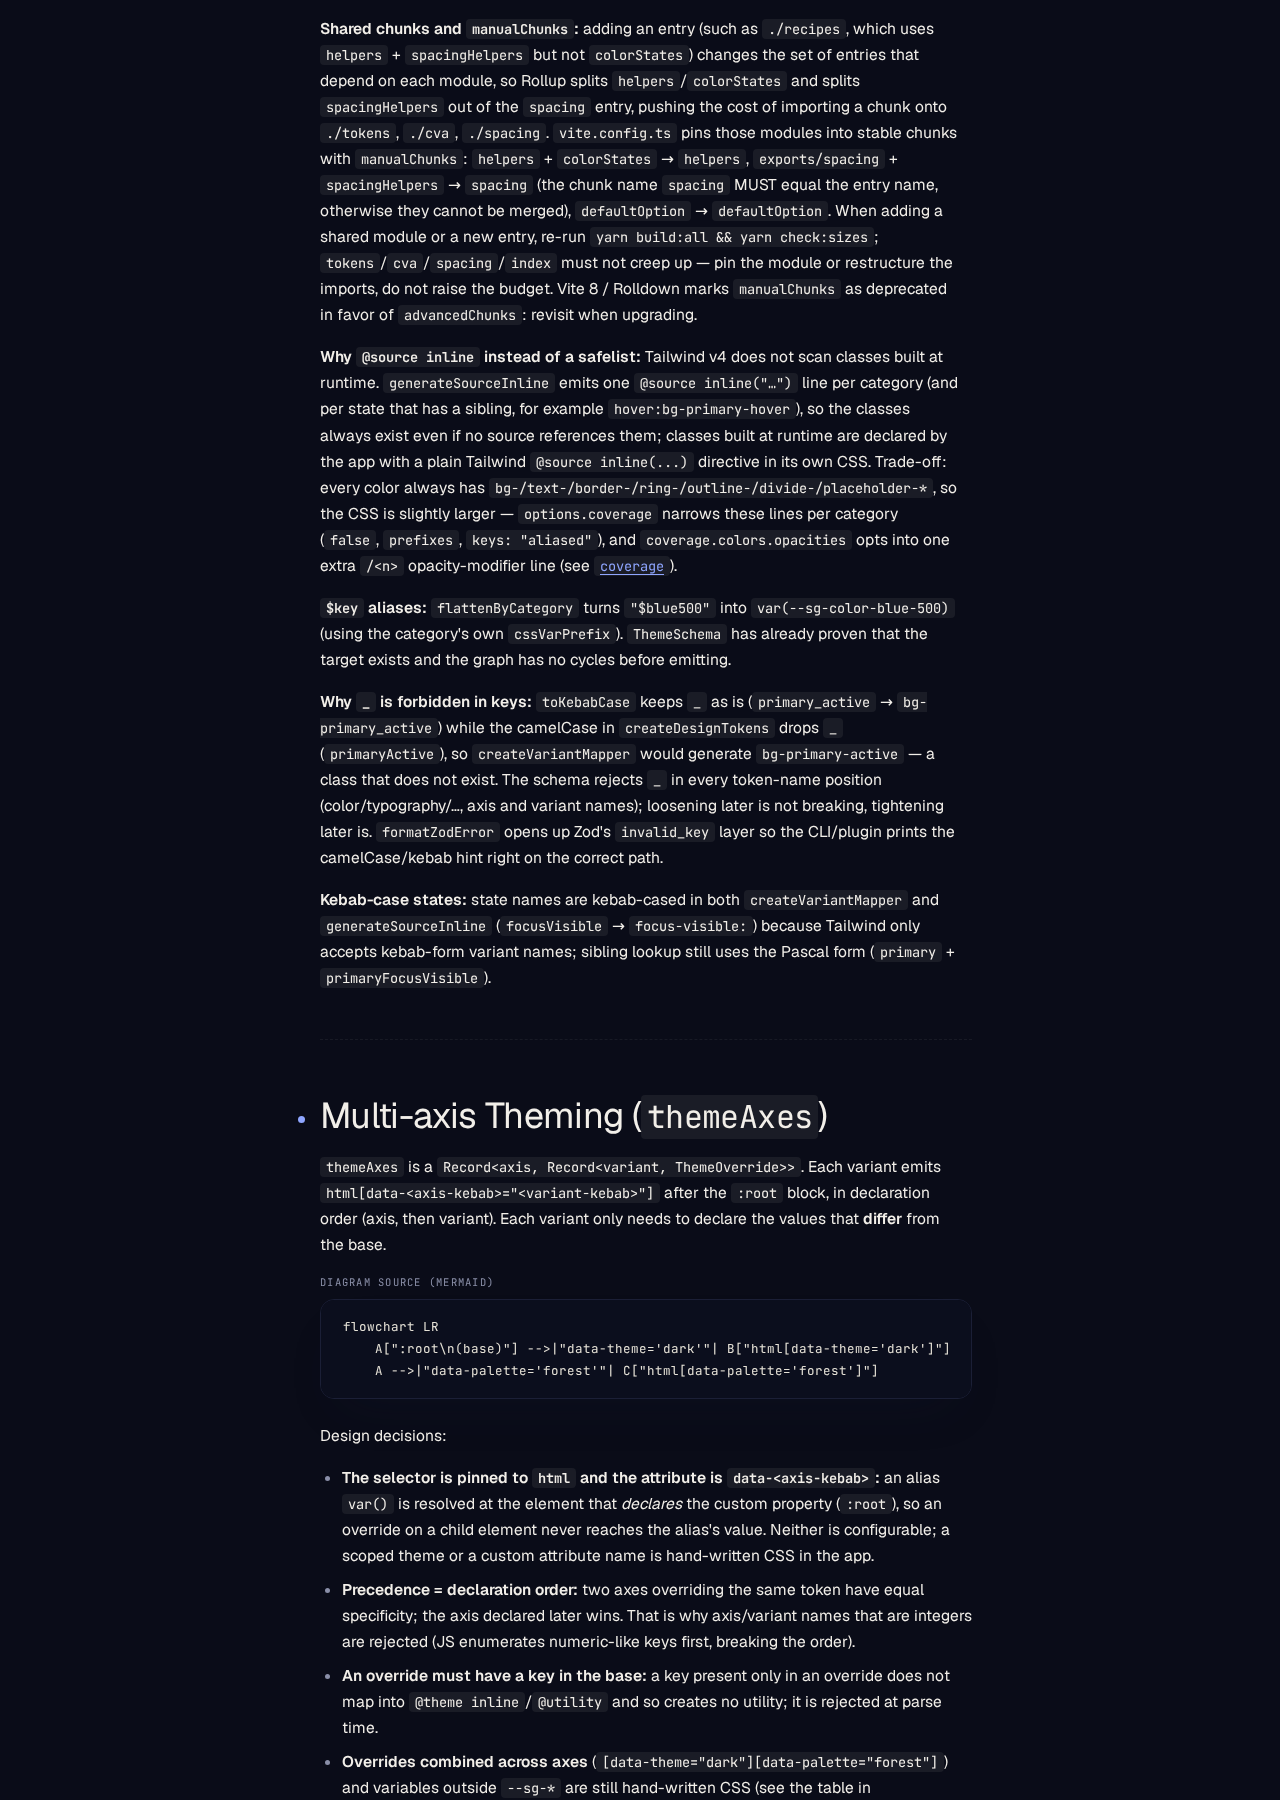 Shared chunks and manualChunks: adding an entry (such as ./recipes, which uses
helpers + spacingHelpers but not colorStates) changes the set of entries that
depend on each module, so Rollup splits helpers/colorStates and splits
spacingHelpers out of the spacing entry, pushing the cost of importing a chunk onto
./tokens, ./cva, ./spacing. vite.config.ts pins those modules into stable chunks
with manualChunks: helpers + colorStates → helpers, exports/spacing +
spacingHelpers → spacing (the chunk name spacing MUST equal the entry name,
otherwise they cannot be merged), defaultOption → defaultOption. When adding a
shared module or a new entry, re-run yarn build:all && yarn check:sizes;
tokens/cva/spacing/index must not creep up — pin the module or restructure the
imports, do not raise the budget. Vite 8 / Rolldown marks manualChunks as deprecated
in favor of advancedChunks: revisit when upgrading.
Why @source inline instead of a safelist: Tailwind v4 does not scan classes built at
runtime. generateSourceInline emits one @source inline("…") line per category (and
per state that has a sibling, for example hover:bg-primary-hover), so the classes
always exist even if no source references them; classes built at runtime are declared by
the app with a plain Tailwind @source inline(...) directive in its own CSS. Trade-off:
every color always has bg-/text-/border-/ring-/outline-/divide-/placeholder-*, so
the CSS is slightly larger — options.coverage narrows these lines per category
(false, prefixes, keys: "aliased"), and coverage.colors.opacities opts into one
extra /<n> opacity-modifier line (see coverage).
$key aliases: flattenByCategory turns "$blue500" into var(--sg-color-blue-500)
(using the category's own cssVarPrefix). ThemeSchema has already proven that the
target exists and the graph has no cycles before emitting.
Why _ is forbidden in keys: toKebabCase keeps _ as is (primary_active → bg-
primary_active) while the camelCase in createDesignTokens drops _
(primaryActive), so createVariantMapper would generate bg-primary-active — a
class that does not exist. The schema rejects _ in every token-name position
(color/typography/…, axis and variant names); loosening later is not breaking, tightening
later is. formatZodError opens up Zod's invalid_key layer so the CLI/plugin prints the
camelCase/kebab hint right on the correct path.
Kebab-case states: state names are kebab-cased in both createVariantMapper and
generateSourceInline (focusVisible → focus-visible:) because Tailwind only
accepts kebab-form variant names; sibling lookup still uses the Pascal form (primary +
primaryFocusVisible).
Multi-axis Theming (themeAxes)
themeAxes is a Record<axis, Record<variant, ThemeOverride>>. Each variant emits
html[data-<axis-kebab>="<variant-kebab>"] after the :root block, in declaration
order (axis, then variant). Each variant only needs to declare the values that differ from
the base.
DIAGRAM SOURCE (MERMAID)
flowchart LR
A[":root\n(base)"] -->|"data-theme='dark'"| B["html[data-theme='dark']"]
A -->|"data-palette='forest'"| C["html[data-palette='forest']"]
Design decisions:
The selector is pinned to html and the attribute is data-<axis-kebab>: an alias
var() is resolved at the element that declares the custom property (:root), so an
override on a child element never reaches the alias's value. Neither is configurable; a
scoped theme or a custom attribute name is hand-written CSS in the app.
Precedence = declaration order: two axes overriding the same token have equal
specificity; the axis declared later wins. That is why axis/variant names that are integers
are rejected (JS enumerates numeric-like keys first, breaking the order).
An override must have a key in the base: a key present only in an override does not
map into @theme inline/@utility and so creates no utility; it is rejected at parse
time.
Overrides combined across axes ([data-theme="dark"][data-palette="forest"])
and variables outside --sg-* are still hand-written CSS (see the table in